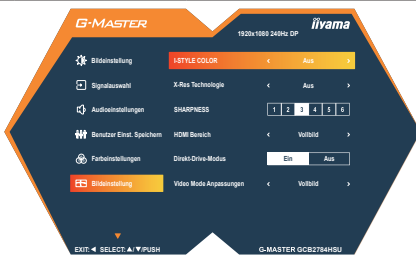 G-MASTER
iiyama
1920x1080 240Hz DP
Bildeinstellung
I-STYLE COLOR
Aus
Signalauswahl
X-Res Technologie
Aus
Audioeinstellungen
SHARPNESS
1 2 3 4 5 6
Benutzer Einst. Speichern
HDMI Bereich
Vollbild
Farbeinstellungen
Direkt-Drive-Modus
Ein Aus
Bildeinstellung
Video Mode Anpassungen
Vollbild
EXIT: ◀ SELECT: ▲/▼/PUSH
G-MASTER GCB2784HSU